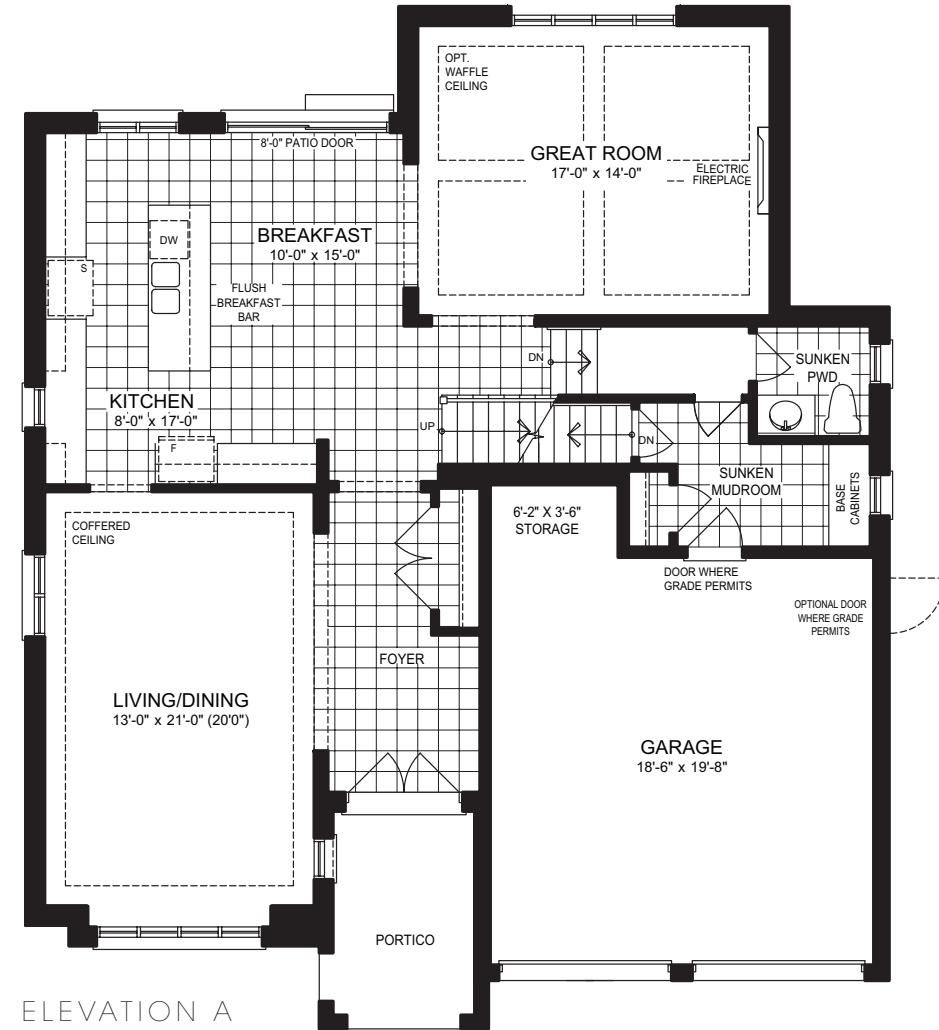 OPT.
WAFFLE
CEILING
GREAT ROOM
17'-0" x 14'-0"
ELECTRIC
FIREPLACE
8'-0" PATIO DOOR
DW
BREAKFAST
10'-0" x 15'-0"
S
FLUSH
BREAKFAST
BAR
KITCHEN
8'-0" x 17'-0"
F
DN
UP
DN
SUNKEN
PWD
SUNKEN
MUDROOM
BASE
CABINETS
6'-2" X 3'-6"
STORAGE
DOOR WHERE
GRADE PERMITS
OPTIONAL DOOR
WHERE GRADE
PERMITS
COFFERED
CEILING
FOYER
LIVING/DINING
13'-0" x 21'-0" (20'0")
GARAGE
18'-6" x 19'-8"
PORTICO
ELEVATION A